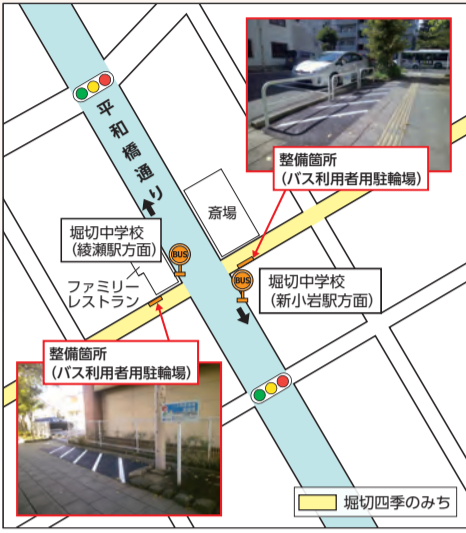 平和橋通り
整備箇所
(バス利用者用駐輪場)
斎場
堀切中学校
(綾瀬駅方面)
BUS
ファミリー
レストラン
BUS
堀切中学校
(新小岩駅方面)
整備箇所
(バス利用者用駐輪場)
堀切四季のみち